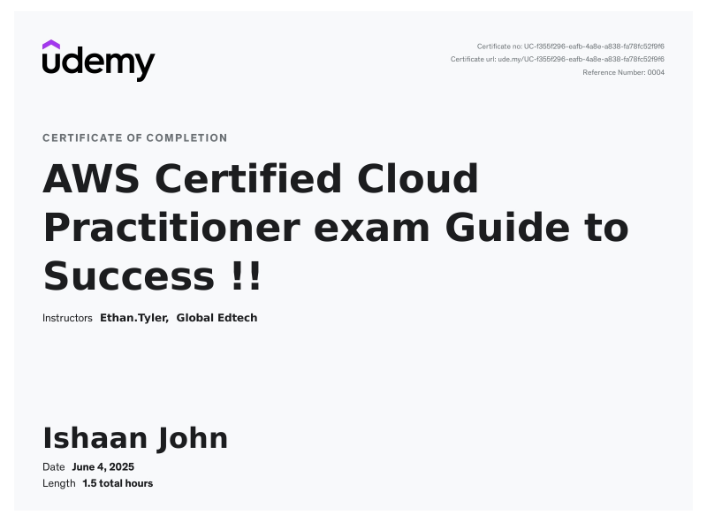 udemy
Certificate no: UC-f355f296-eafb-4a8e-a838-fa78fc52f9f6
Certificate url: ude.my/UC-f355f296-eafb-4a8e-a838-fa78fc52f9f6
Reference Number: 0004
CERTIFICATE OF COMPLETION
AWS Certified Cloud
Practitioner exam Guide to
Success !!
Instructors Ethan.Tyler, Global Edtech
Ishaan John
Date June 4, 2025
Length 1.5 total hours